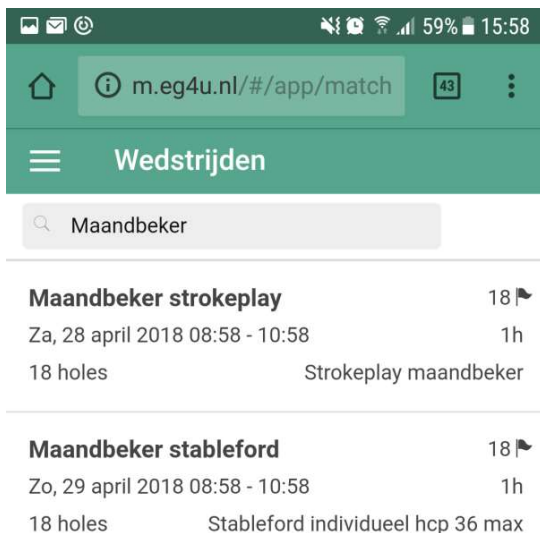 59% 15:58
m.eg4u.nl/#/app/match 43
Wedstrijden
Maandbeker
Maandbeker strokeplay 18
Za, 28 april 2018 08:58 - 10:58 1h
18 holes Strokeplay maandbeker
Maandbeker stableford 18
Zo, 29 april 2018 08:58 - 10:58 1h
18 holes Stableford individueel hcp 36 max